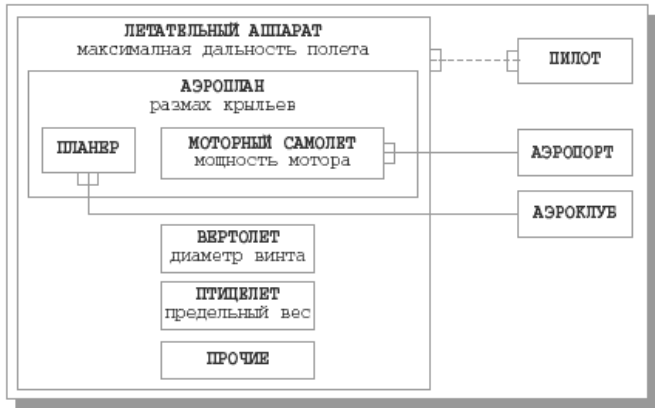 ЛЕТАТЕЛЬНЫЙ АППАРАТ
максималная дальность полета
ПИЛОТ
АЭРОПЛАН
размах крыльев
ПЛАНЕР
МОТОРНЫЙ САМОЛЕТ
мощность мотора
АЭРОПОРТ
АЭРОКЛУБ
ВЕРТОЛЕТ
диаметр винта
ПТИЦЕЛЕТ
предельный вес
ПРОЧИЕ